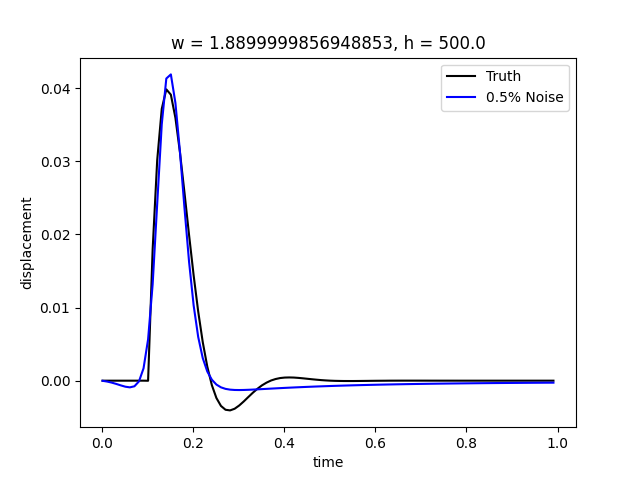 w = 1.8899999856948853, h = 500.0
Truth
0.5% Noise
displacement
0.04
0.03
0.02
0.01
0.00
0.0 0.2 0.4 0.6 0.8 1.0
time